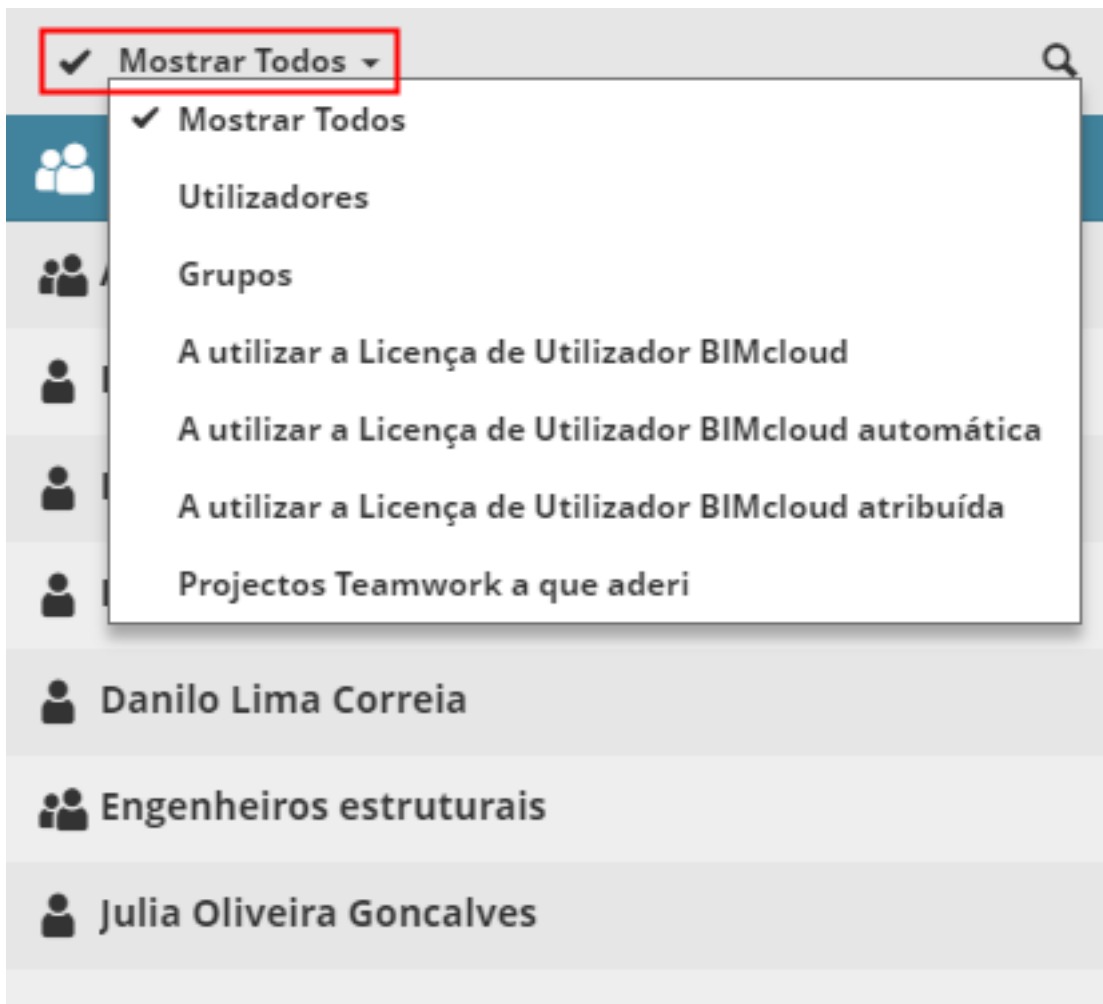 Mostrar Todos
Mostrar Todos
Utilizadores
Grupos
A utilizar a Licença de Utilizador BIMcloud
A utilizar a Licença de Utilizador BIMcloud automática
A utilizar a Licença de Utilizador BIMcloud atribuída
Projectos Teamwork a que aderi
Danilo Lima Correia
Engenheiros estruturais
Julia Oliveira Goncalves